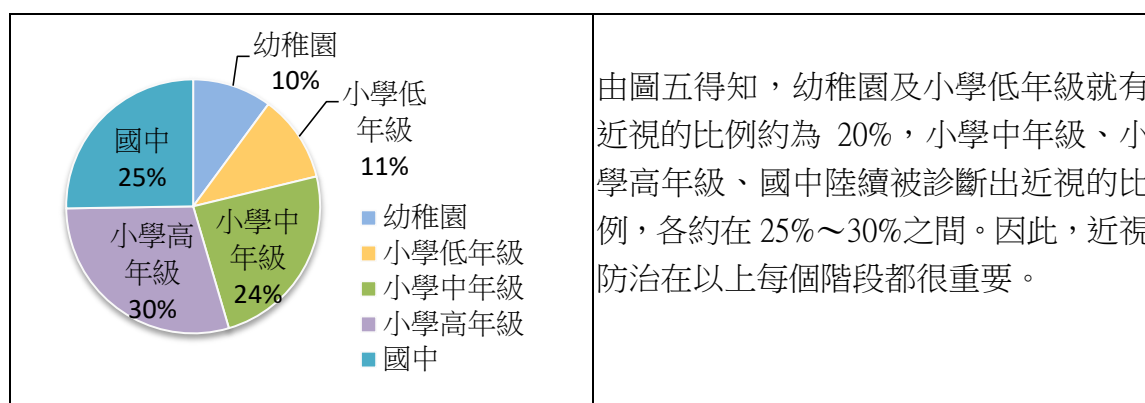 幼稚園
10%
小學低
年級
11%
國中
25%
小學中
年級
24%
小學高
年級
30%
幼稚園
小學低年級
小學中年級
小學高年級
國中
由圖五得知，幼稚園及小學低年級就有
近視的比例約為 20%，小學中年級、小
學高年級、國中陸續被診斷出近視的比
例，各約在 25%～30%之間。因此，近視
防治在以上每個階段都很重要。